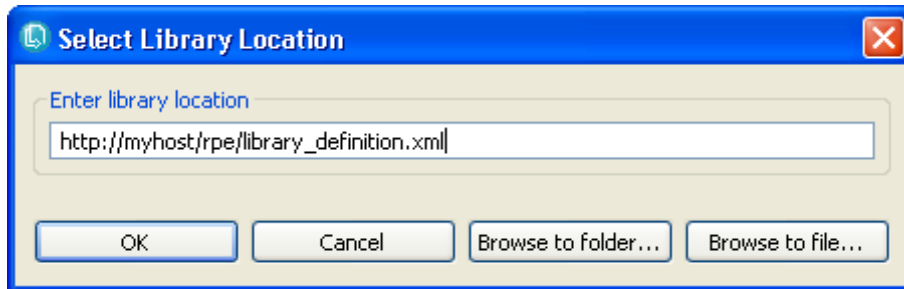 Select Library Location
Enter library location
http://myhost/rpe/library_definition.xml
OK
Cancel
Browse to folder...
Browse to file...